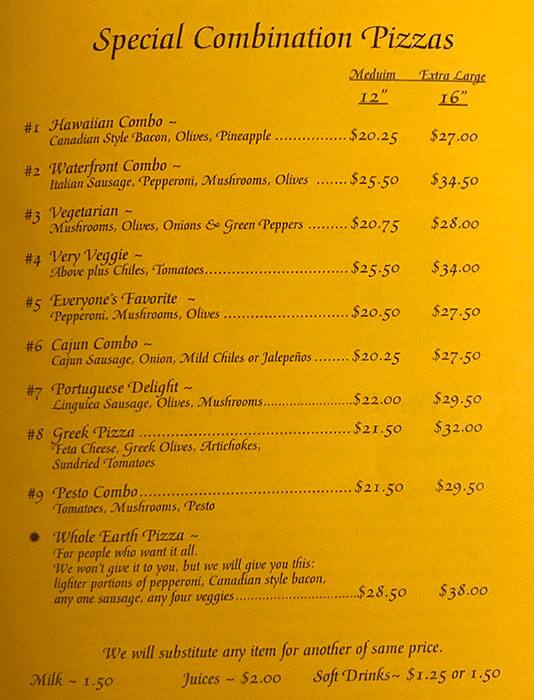 Special Combination Pizzas
Meduim Extra Large
12" 16"
#1 Hawaiian Combo ~
Canadian Style Bacon, Olives, Pineapple ................ $20.25 $27.00
#2 Waterfront Combo ~
Italian Sausage, Pepperoni, Mushrooms, Olives ....... $25.50 $34.50
#3 Vegetarian ~
Mushrooms, Olives, Onions & Green Peppers ......... $20.75 $28.00
#4 Very Veggie ~
Above plus Chiles, Tomatoes................................. $25.50 $34.00
#5 Everyone's Favorite ~
Pepperoni, Mushrooms, Olives ............................. $20.50 $27.50
#6 Cajun Combo ~
Cajun Sausage, Onion, Mild Chiles or Jalepeños ........ $20.25 $27.50
#7 Portuguese Delight ~
Linguica Sausage, Olives, Mushrooms.....................$22.00 $29.50
#8 Greek Pizza ................................................ $21.50 $32.00
Feta Cheese, Greek Olives, Artichokes,
Sundried Tomatoes
#9 Pesto Combo................................................ $21.50 $29.50
Tomatoes, Mushrooms, Pesto
✹ Whole Earth Pizza ~
For people who want it all.
We won't give it to you, but we will give you this:
lighter portions of pepperoni, Canadian style bacon,
any one sausage, any four veggies............................$28.50 $38.00
We will substitute any item for another of same price.
Milk ~ 1.50 Juices ~ $2.00 Soft Drinks~ $1.25 or 1.50